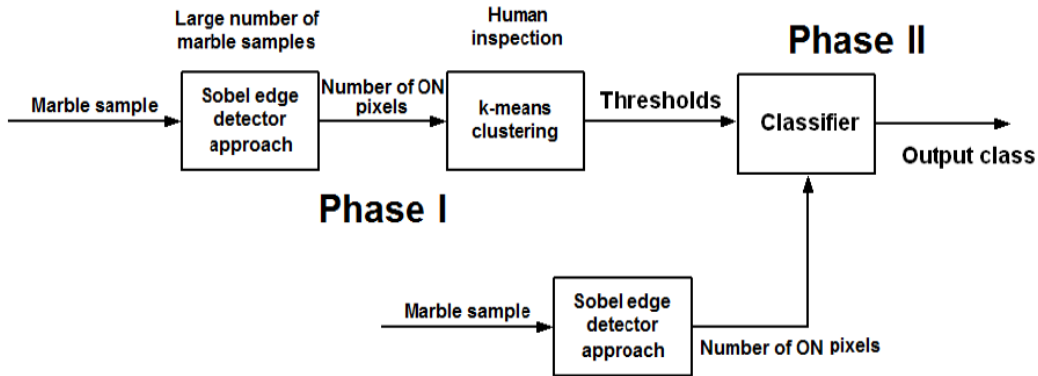 Large number of
marble samples
Human
inspection
Phase II
Marble sample
Sobel edge
detector
approach
Number of ON
pixels
k-means
clustering
Thresholds
Classifier
Output class
Phase I
Marble sample
Sobel edge
detector
approach
Number of ON pixels